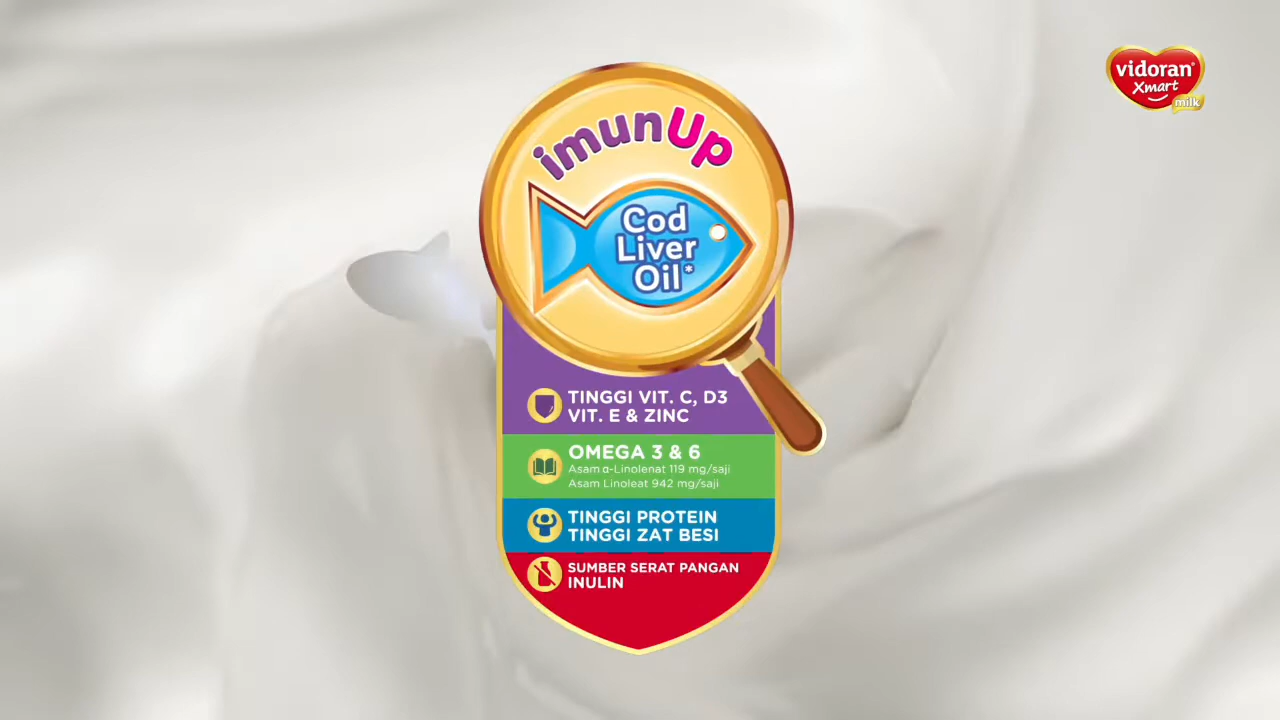 vidoran®
Xmart
milk
imunUp
Cod
Liver
Oil*
TINGGI VIT. C, D3
VIT. E & ZINC
OMEGA 3 & 6
Asam α-Linolenat 119 mg/saji
Asam Linoleat 942 mg/saji
TINGGI PROTEIN
TINGGI ZAT BESI
SUMBER SERAT PANGAN
INULIN